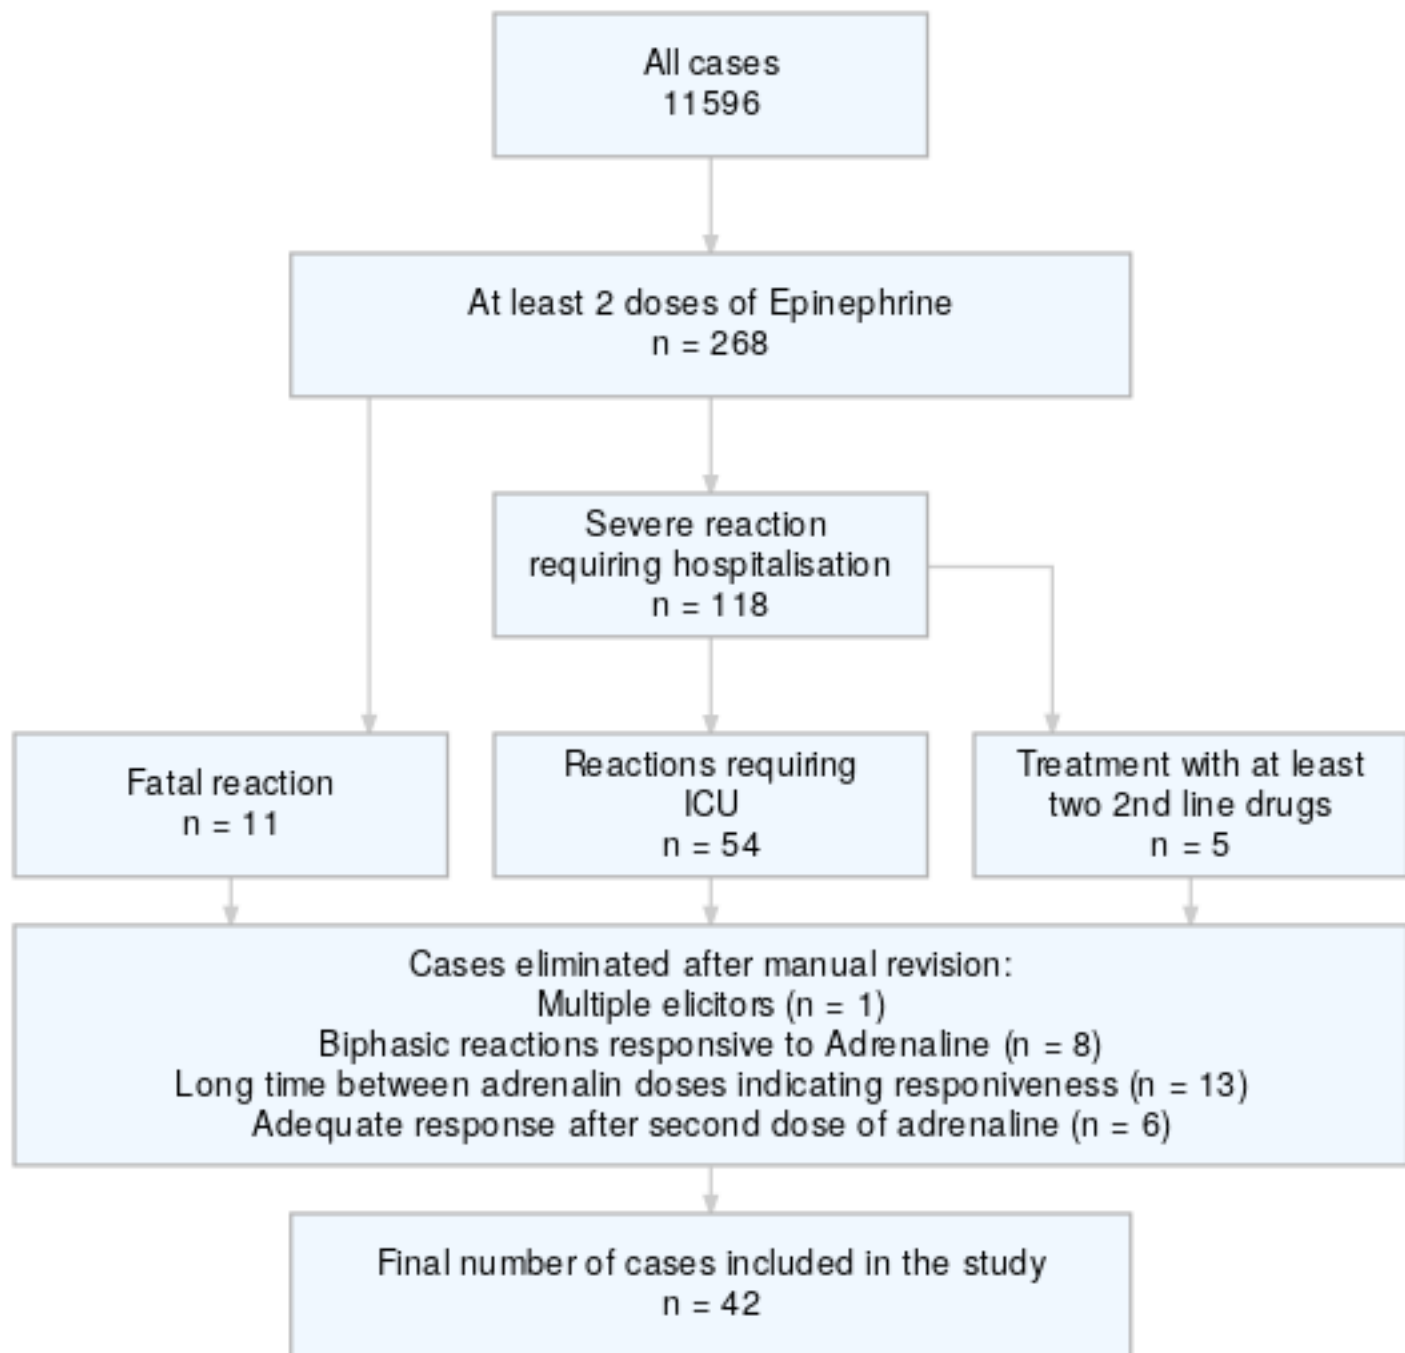 All cases
11596
At least 2 doses of Epinephrine
n = 268
Severe reaction
requiring hospitalisation
n = 118
Fatal reaction
n = 11
Reactions requiring
ICU
n = 54
Treatment with at least
two 2nd line drugs
n = 5
Cases eliminated after manual revision:
Multiple elicitors (n = 1)
Biphasic reactions responsive to Adrenaline (n = 8)
Long time between adrenalin doses indicating responiveness (n = 13)
Adequate response after second dose of adrenaline (n = 6)
Final number of cases included in the study
n = 42